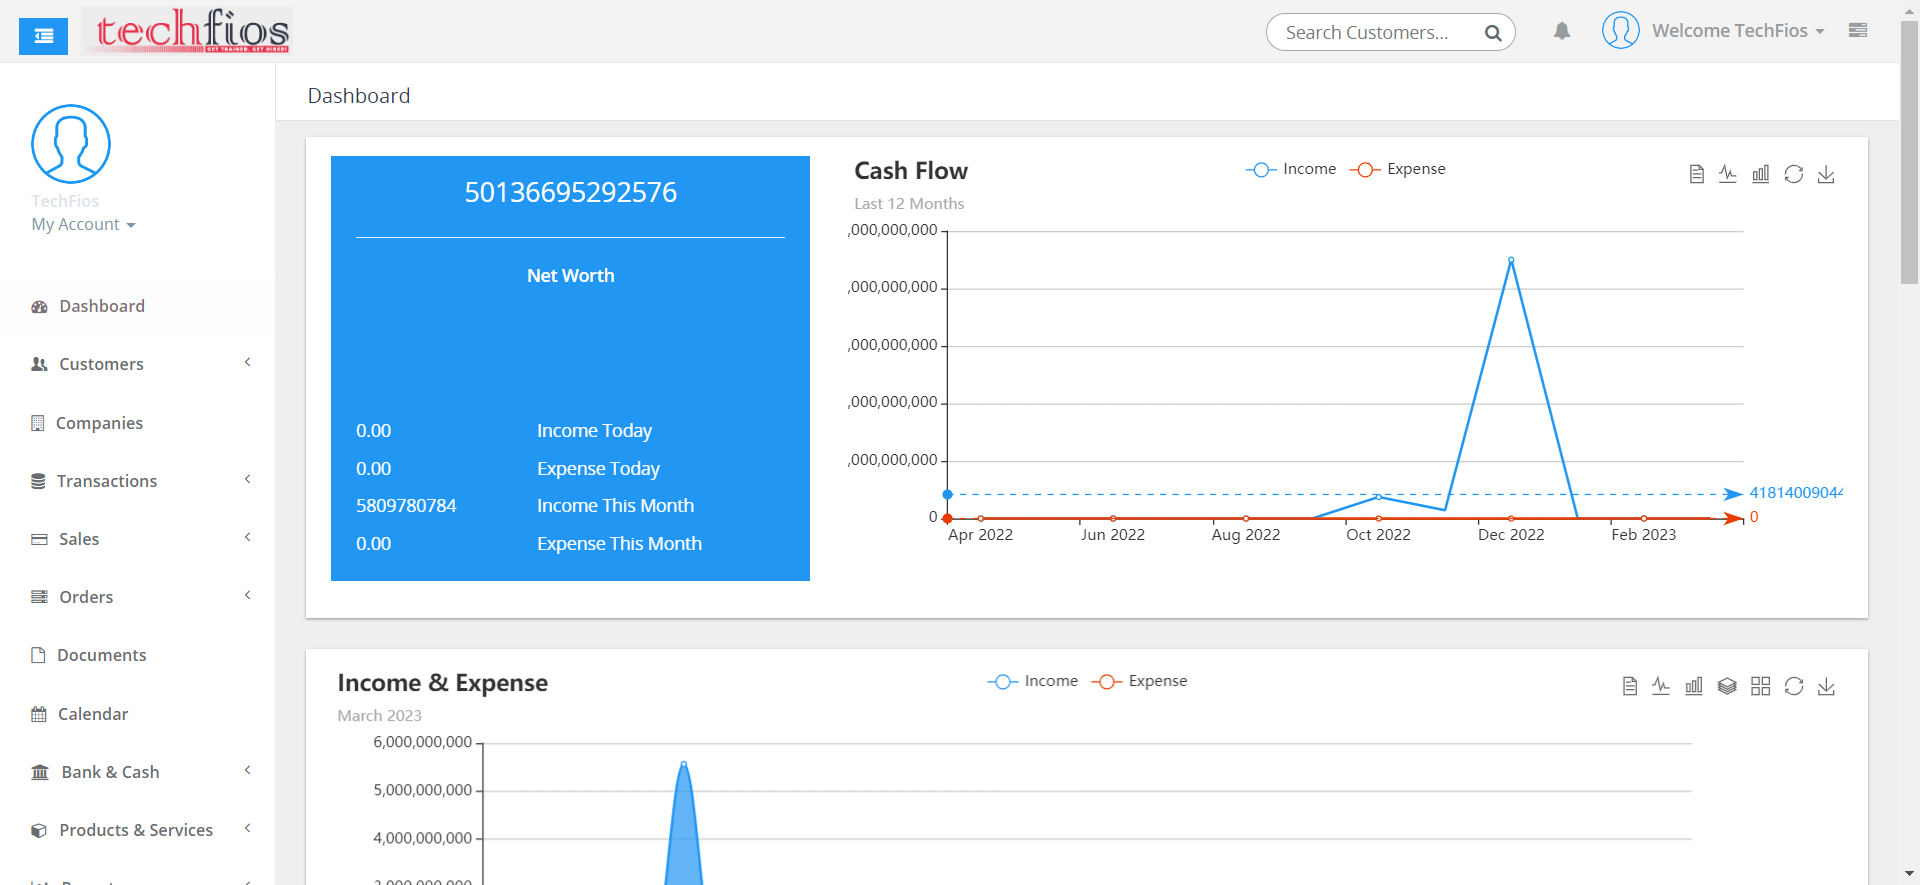 techfios
GET TRAINED. GET HIRED!
Search Customers...
Welcome TechFios
TechFios
My Account
Dashboard
Customers
Companies
Transactions
Sales
Orders
Documents
Calendar
Bank & Cash
Products & Services
Dashboard
50136695292576
Net Worth
0.00 Income Today
0.00 Expense Today
5809780784 Income This Month
0.00 Expense This Month
Cash Flow
Last 12 Months
Income Expense
,000,000,000
,000,000,000
,000,000,000
,000,000,000
,000,000,000
0
41814009044
0
Apr 2022 Jun 2022 Aug 2022 Oct 2022 Dec 2022 Feb 2023
Income & Expense
March 2023
Income Expense
6,000,000,000
5,000,000,000
4,000,000,000